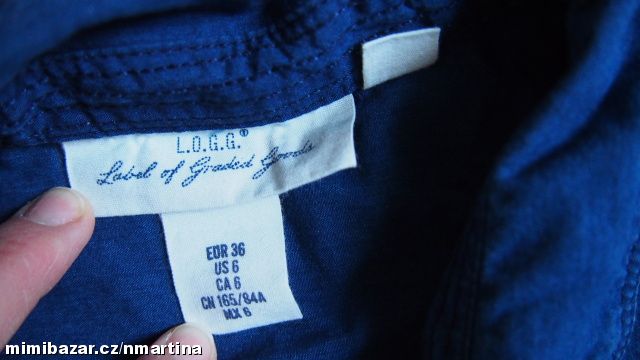 L.O.G.G.®
Label of Graded Goods
EUR 36
US 6
CA 6
CN 165/84A
MX 6
mimibazar.cz/nmartina